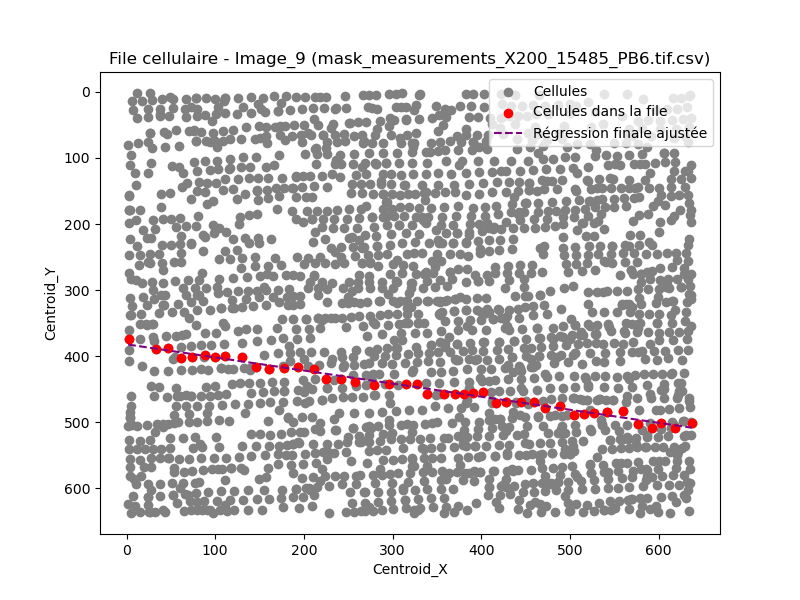 File cellulaire - Image_9 (mask_measurements_X200_15485_PB6.tif.csv)
Cellules
Cellules dans la file
Régression finale ajustée
Centroid_Y
0
100
200
300
400
500
600
0 100 200 300 400 500 600
Centroid_X